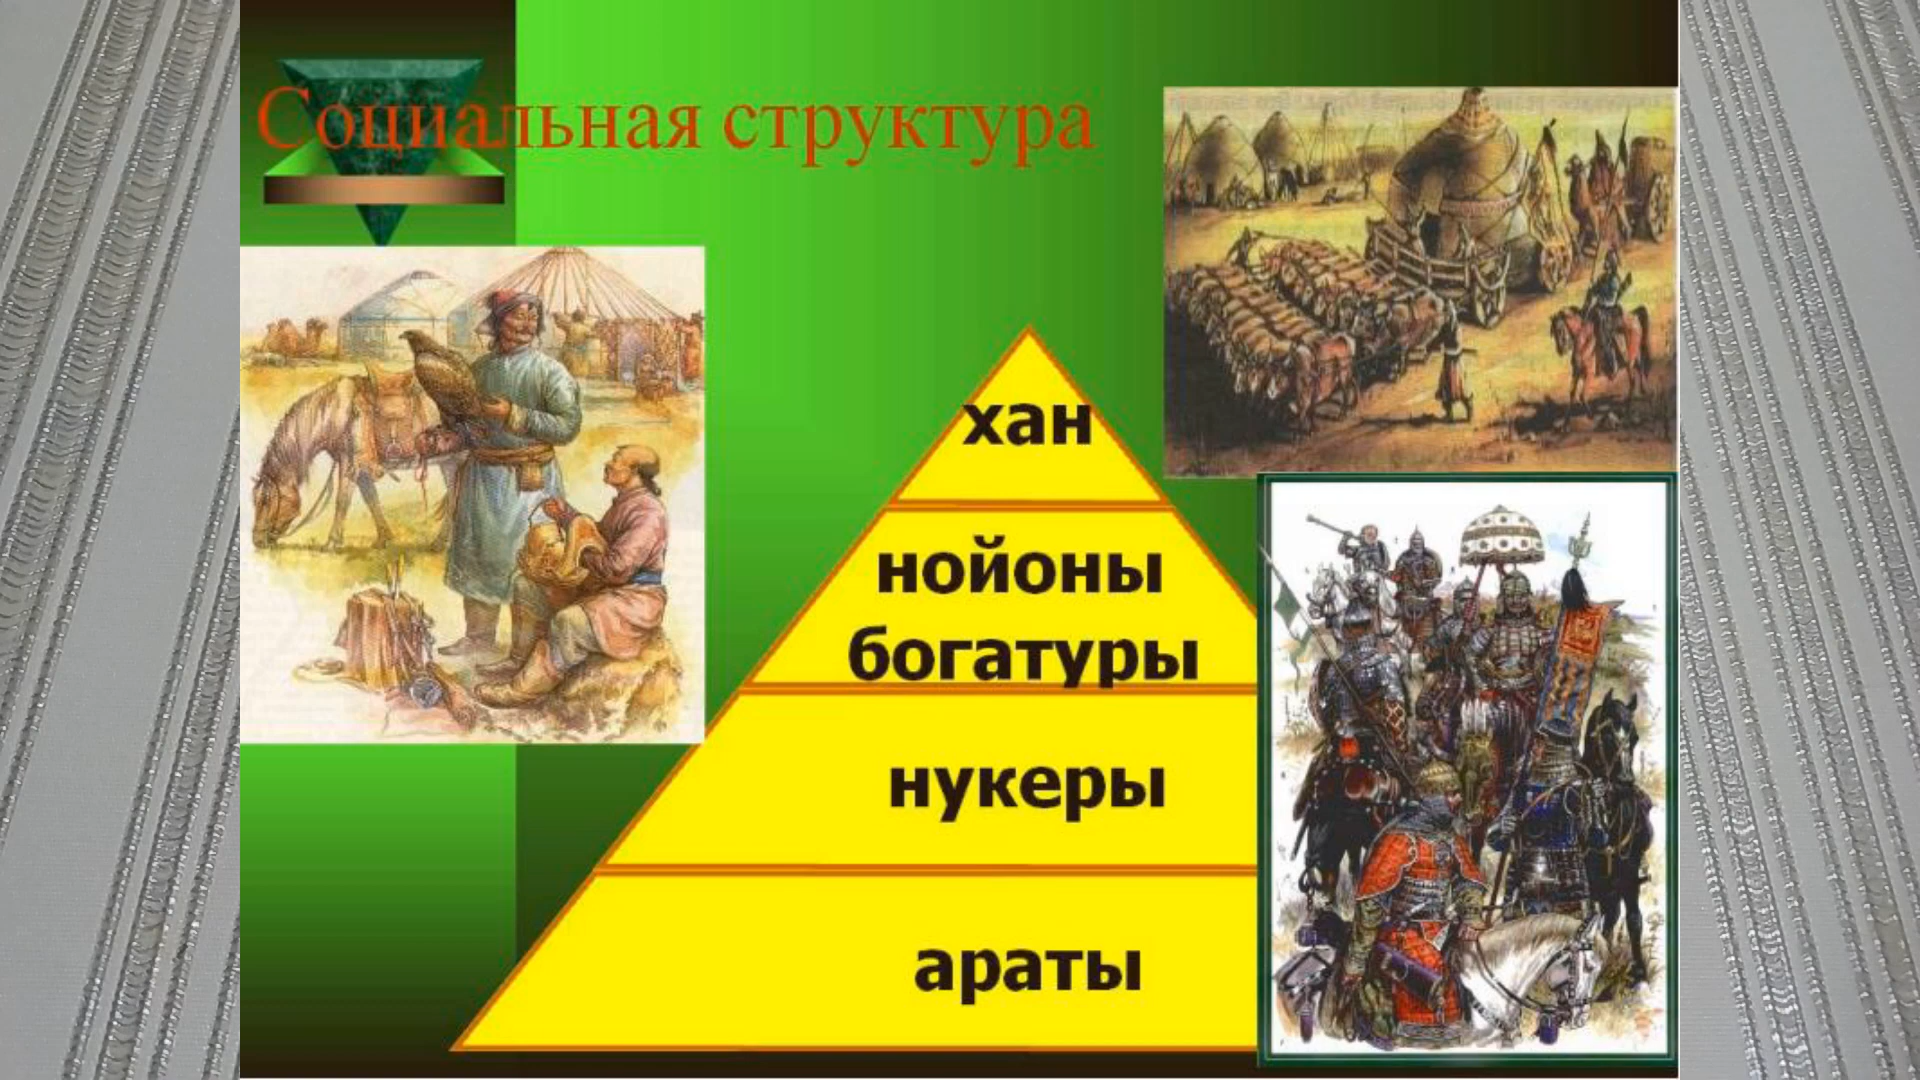 Социальная структура
хан
нойоны
богатуры
нукеры
араты